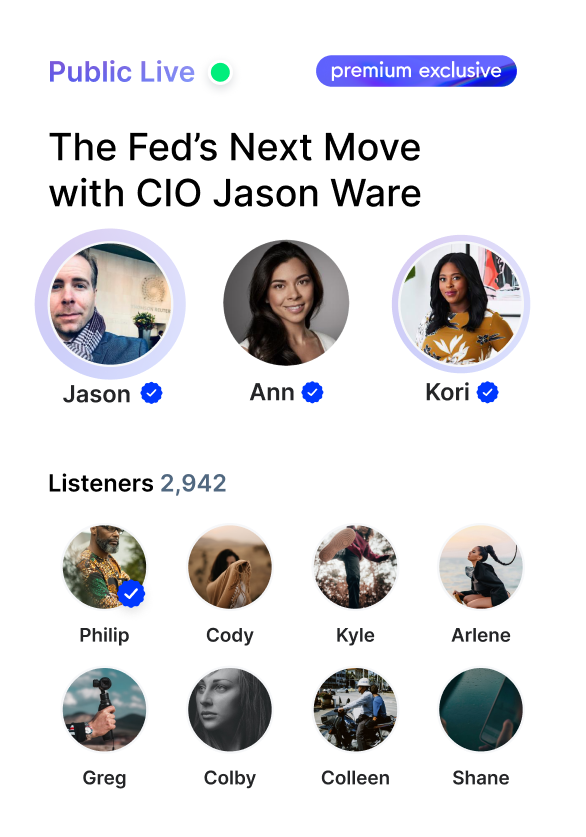 Public Live
premium exclusive
The Fed’s Next Move
with CIO Jason Ware
Jason
Ann
Kori
Listeners 2,942
Philip
Cody
Kyle
Arlene
Greg
Colby
Colleen
Shane